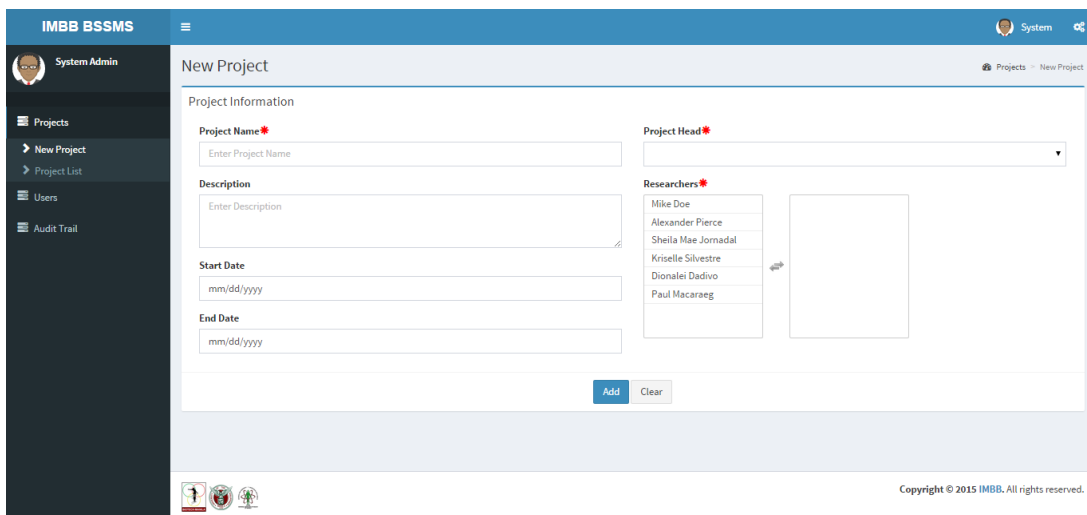 IMBB BSSMS
System
System Admin
New Project
Projects > New Project
Projects
New Project
Project List
Users
Audit Trail
Project Information
Project Name*
Enter Project Name
Description
Enter Description
Start Date
mm/dd/yyyy
End Date
mm/dd/yyyy
Project Head*
Researchers*
Mike Doe
Alexander Pierce
Sheila Mae Jornadal
Kriselle Silvestre
Dionalei Dadivo
Paul Macaraeg
Add Clear
Copyright © 2015 IMBB. All rights reserved.